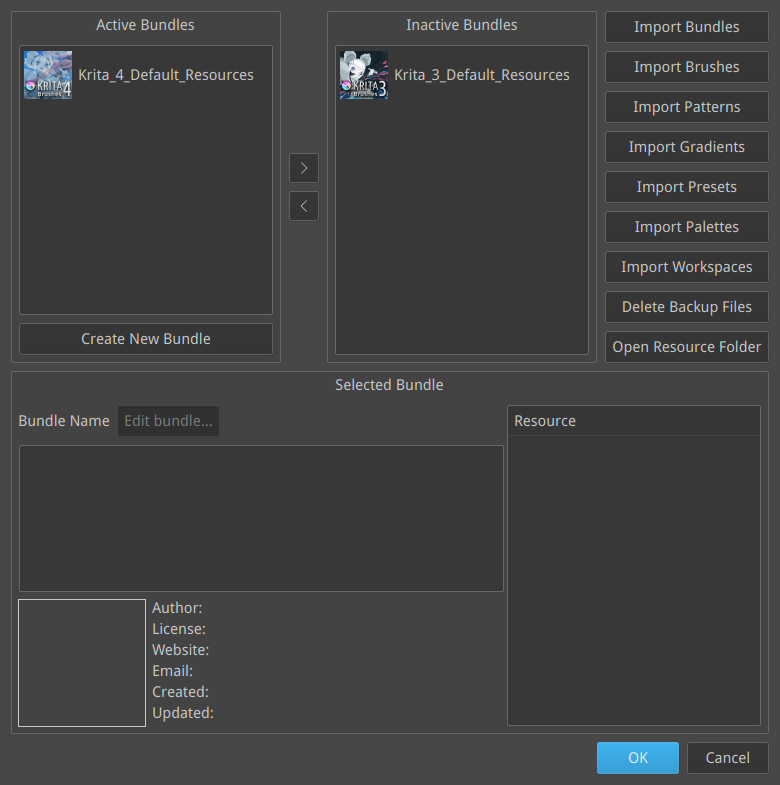 Active Bundles
Krita_4_Default_Resources
KRITA 4
Brushes
Create New Bundle
>
<
Inactive Bundles
Krita_3_Default_Resources
KRITA 3
Brushes
Import Bundles
Import Brushes
Import Patterns
Import Gradients
Import Presets
Import Palettes
Import Workspaces
Delete Backup Files
Open Resource Folder
Selected Bundle
Bundle Name
Edit bundle...
Resource
Author:
License:
Website:
Email:
Created:
Updated:
OK
Cancel